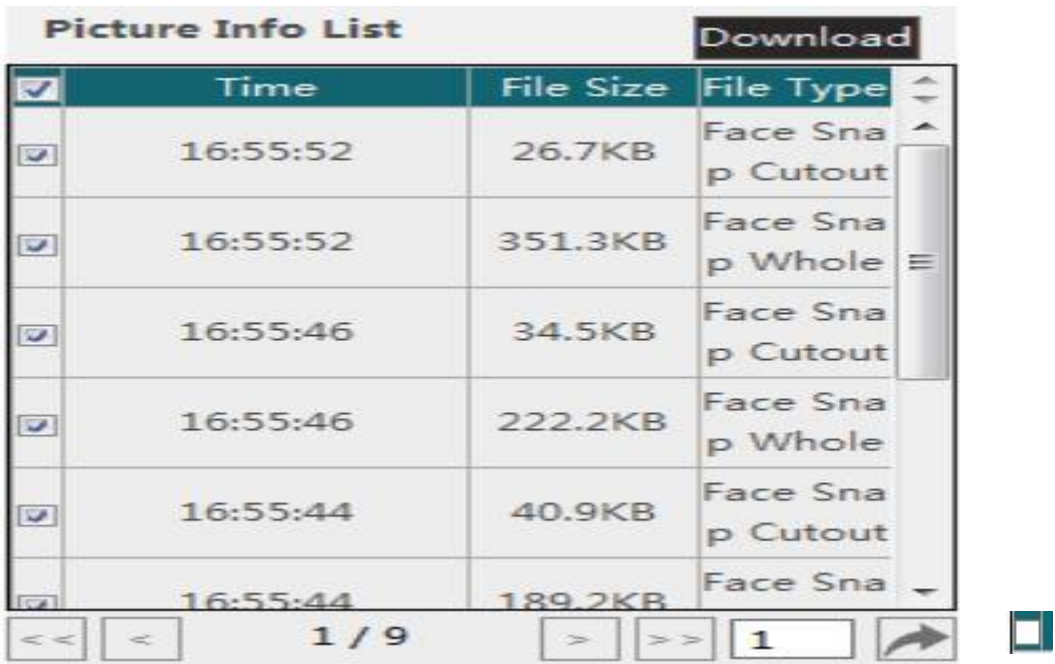 Picture Info List
Download
Time File Size File Type
16:55:52 26.7KB Face Sna
p Cutout
16:55:52 351.3KB Face Sna
p Whole
16:55:46 34.5KB Face Sna
p Cutout
16:55:46 222.2KB Face Sna
p Whole
16:55:44 40.9KB Face Sna
p Cutout
16:55:44 189.2KB Face Sna
<< < 1 / 9 > >> 1